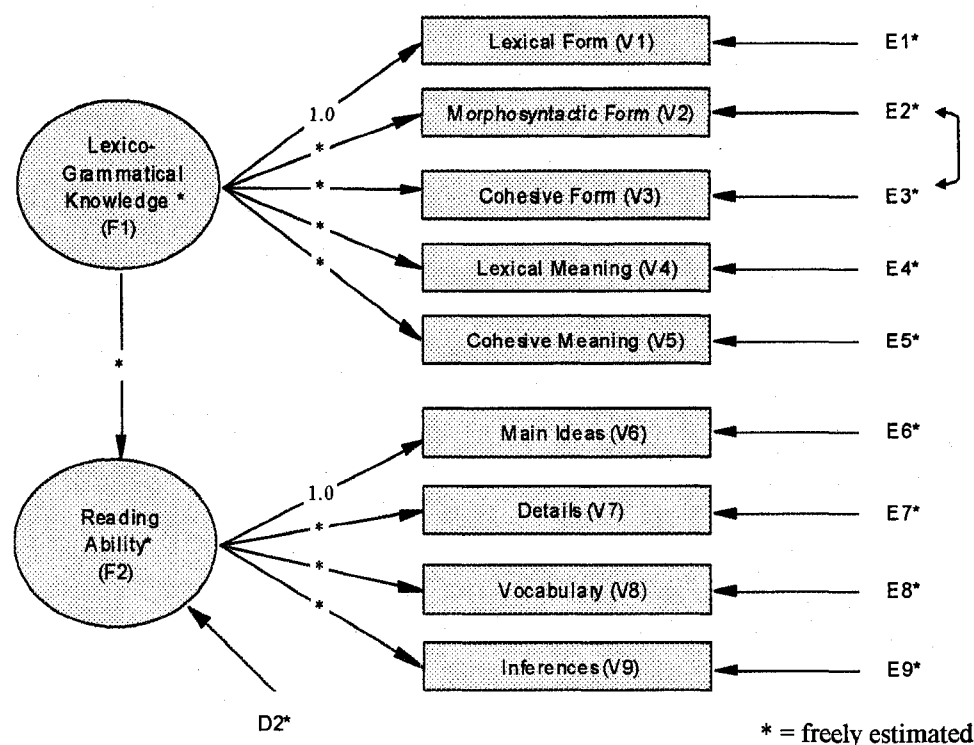 Lexical Form (V1)
E1*
1.0
Morphosyntactic Form (V2)
E2*
*
Lexico-
Grammatical
Knowledge *
(F1)
*
Cohesive Form (V3)
E3*
*
Lexical Meaning (V4)
E4*
*
Cohesive Meaning (V5)
E5*
*
Main Ideas (V6)
E6*
1.0
Reading
Ability*
(F2)
*
Details (V7)
E7*
*
Vocabulary (V8)
E8*
*
Inferences (V9)
E9*
D2*
* = freely estimated